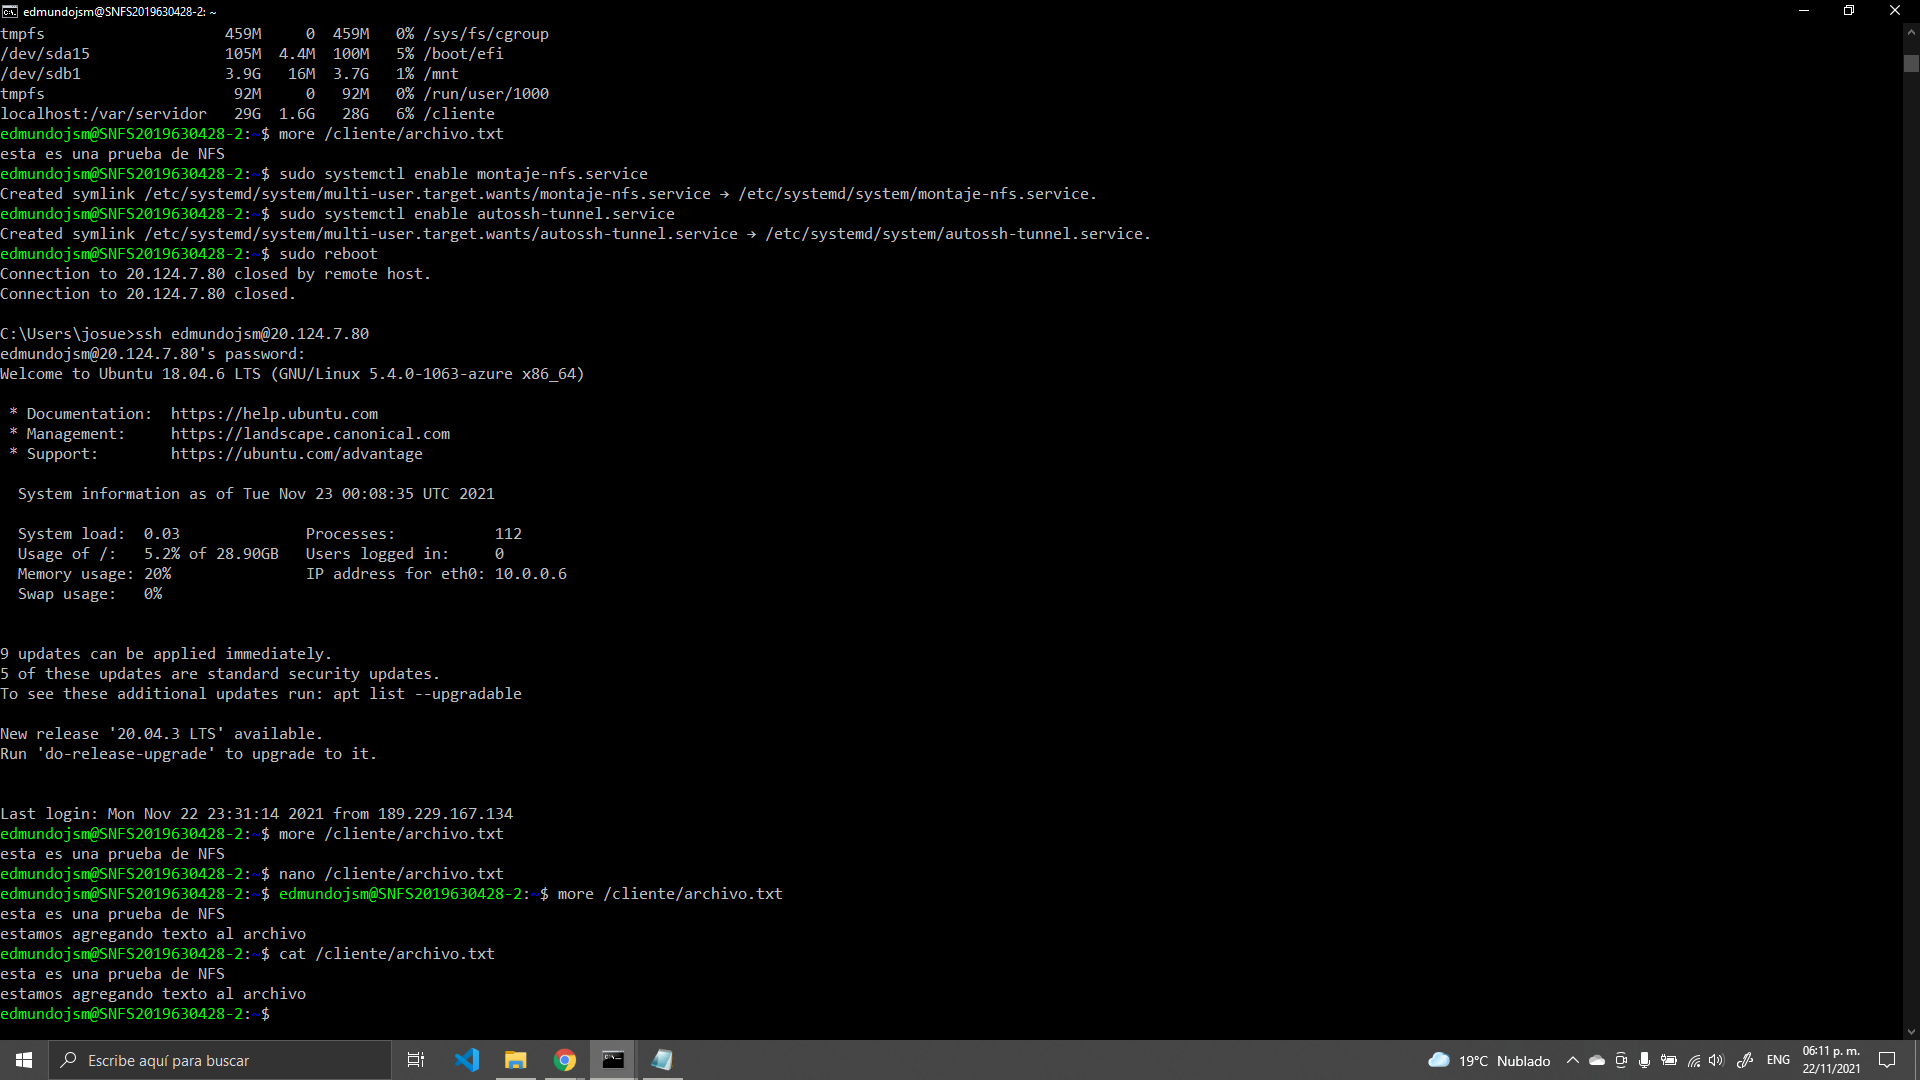 edmundojsm@SNFS2019630428-2: ~
tmpfs                    459M     0  459M   0% /sys/fs/cgroup
/dev/sda15               105M  4.4M  100M   5% /boot/efi
/dev/sdb1                3.9G   16M  3.7G   1% /mnt
tmpfs                     92M     0   92M   0% /run/user/1000
localhost:/var/servidor   29G  1.6G   28G   6% /cliente
edmundojsm@SNFS2019630428-2:~$ more /cliente/archivo.txt
esta es una prueba de NFS
edmundojsm@SNFS2019630428-2:~$ sudo systemctl enable montaje-nfs.service
Created symlink /etc/systemd/system/multi-user.target.wants/montaje-nfs.service → /etc/systemd/system/montaje-nfs.service.
edmundojsm@SNFS2019630428-2:~$ sudo systemctl enable autossh-tunnel.service
Created symlink /etc/systemd/system/multi-user.target.wants/autossh-tunnel.service → /etc/systemd/system/autossh-tunnel.service.
edmundojsm@SNFS2019630428-2:~$ sudo reboot
Connection to 20.124.7.80 closed by remote host.
Connection to 20.124.7.80 closed.
C:\Users\josue>ssh edmundojsm@20.124.7.80
edmundojsm@20.124.7.80's password:
Welcome to Ubuntu 18.04.6 LTS (GNU/Linux 5.4.0-1063-azure x86_64)
* Documentation:  https://help.ubuntu.com
* Management:     https://landscape.canonical.com
* Support:        https://ubuntu.com/advantage
System information as of Tue Nov 23 00:08:35 UTC 2021
System load:  0.03              Processes:           112
Usage of /:   5.2% of 28.90GB   Users logged in:     0
Memory usage: 20%               IP address for eth0: 10.0.0.6
Swap usage:   0%
9 updates can be applied immediately.
5 of these updates are standard security updates.
To see these additional updates run: apt list --upgradable
New release '20.04.3 LTS' available.
Run 'do-release-upgrade' to upgrade to it.
Last login: Mon Nov 22 23:31:14 2021 from 189.229.167.134
edmundojsm@SNFS2019630428-2:~$ more /cliente/archivo.txt
esta es una prueba de NFS
edmundojsm@SNFS2019630428-2:~$ nano /cliente/archivo.txt
edmundojsm@SNFS2019630428-2:~$ edmundojsm@SNFS2019630428-2:~$ more /cliente/archivo.txt
esta es una prueba de NFS
estamos agregando texto al archivo
edmundojsm@SNFS2019630428-2:~$ cat /cliente/archivo.txt
esta es una prueba de NFS
estamos agregando texto al archivo
edmundojsm@SNFS2019630428-2:~$
Escribe aquí para buscar
19°C Nublado
ENG
06:11 p. m.
22/11/2021